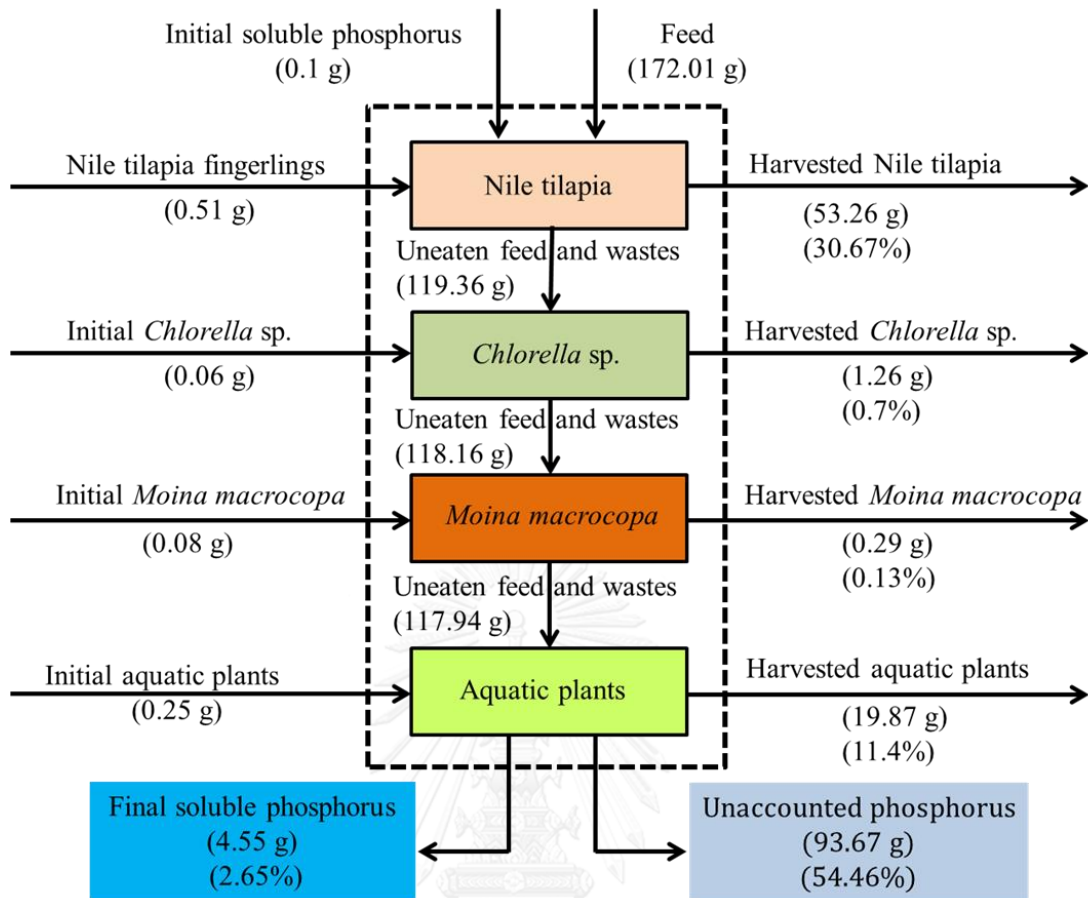 Initial soluble phosphorus
(0.1 g)
Feed
(172.01 g)
Nile tilapia fingerlings
(0.51 g)
Nile tilapia
Harvested Nile tilapia
(53.26 g)
(30.67%)
Uneaten feed and wastes
(119.36 g)
Initial Chlorella sp.
(0.06 g)
Chlorella sp.
Harvested Chlorella sp.
(1.26 g)
(0.7%)
Uneaten feed and wastes
(118.16 g)
Initial Moina macrocopa
(0.08 g)
Moina macrocopa
Harvested Moina macrocopa
(0.29 g)
(0.13%)
Uneaten feed and wastes
(117.94 g)
Initial aquatic plants
(0.25 g)
Aquatic plants
Harvested aquatic plants
(19.87 g)
(11.4%)
Final soluble phosphorus
(4.55 g)
(2.65%)
Unaccounted phosphorus
(93.67 g)
(54.46%)